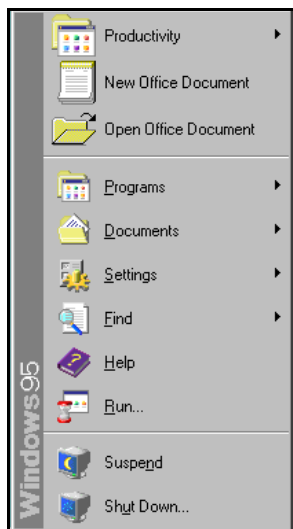 Productivity
New Office Document
Open Office Document
Programs
Documents
Settings
Find
Help
Run...
Suspend
Shut Down...
Windows95